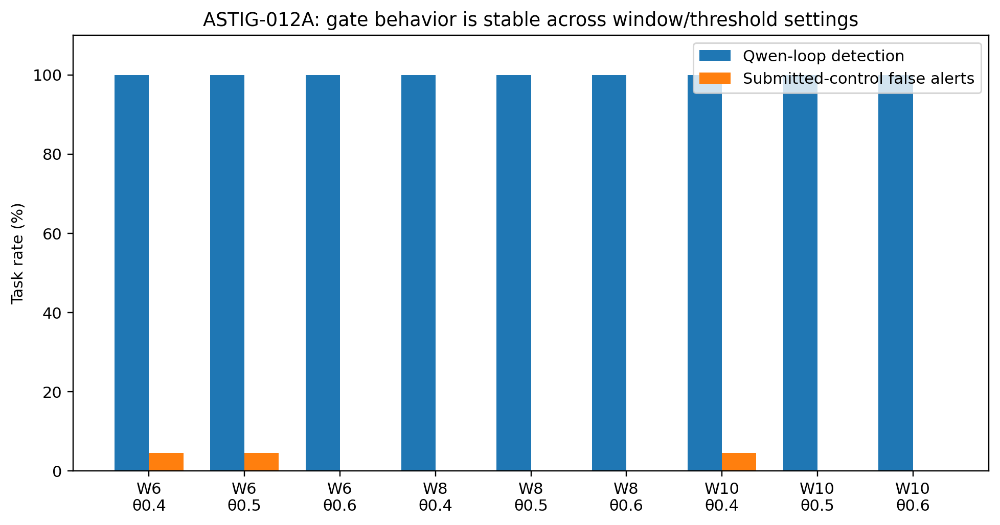 ASTIG-012A: gate behavior is stable across window/threshold settings
Qwen-loop detection
Submitted-control false alerts
Task rate (%)
100
80
60
40
20
0
W6 W6 W6 W8 W8 W8 W10 W10 W10
θ0.4 θ0.5 θ0.6 θ0.4 θ0.5 θ0.6 θ0.4 θ0.5 θ0.6